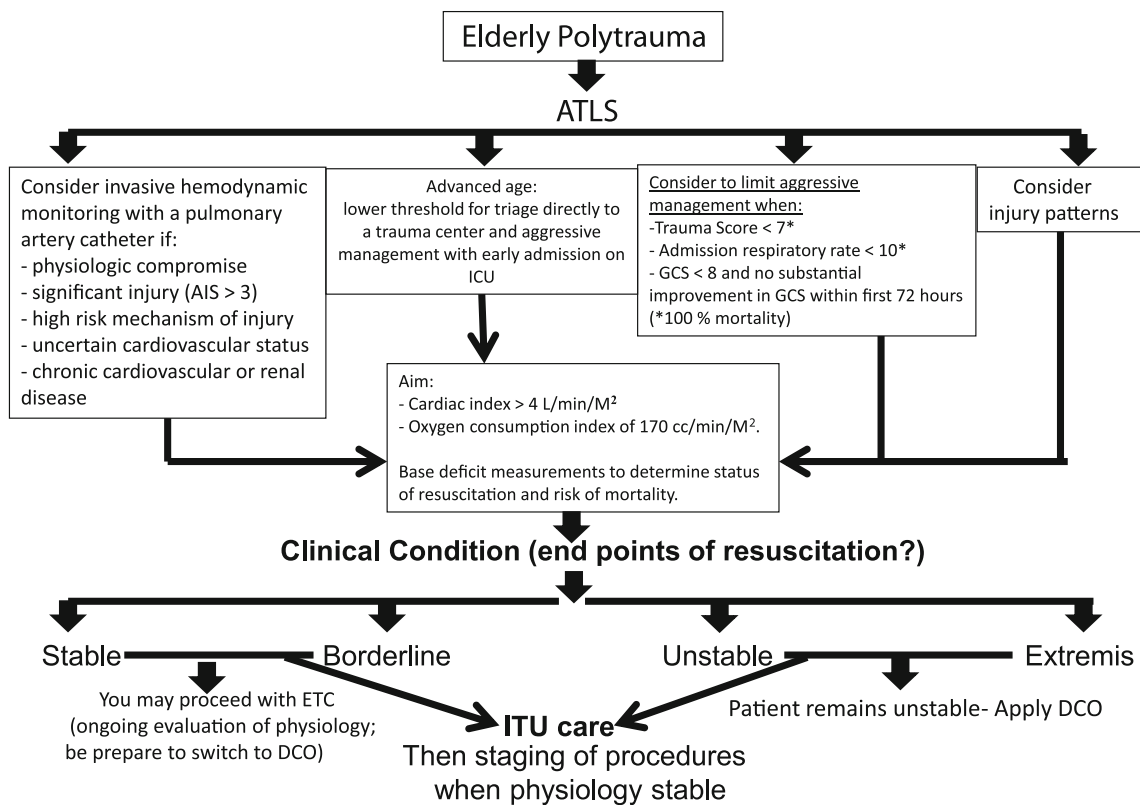 Elderly Polytrauma
ATLS
Consider invasive hemodynamic
monitoring with a pulmonary
artery catheter if:
- physiologic compromise
- significant injury (AIS > 3)
- high risk mechanism of injury
- uncertain cardiovascular status
- chronic cardiovascular or renal
disease
Advanced age:
lower threshold for triage directly to
a trauma center and aggressive
management with early admission on
ICU
Consider to limit aggressive
management when:
-Trauma Score < 7*
- Admission respiratory rate < 10*
- GCS < 8 and no substantial
improvement in GCS within first 72 hours
(*100 % mortality)
Consider
injury patterns
Aim:
- Cardiac index > 4 L/min/M²
- Oxygen consumption index of 170 cc/min/M².
Base deficit measurements to determine status
of resuscitation and risk of mortality.
Clinical Condition (end points of resuscitation?)
Stable
Borderline
Unstable
Extremis
You may proceed with ETC
(ongoing evaluation of physiology;
be prepare to switch to DCO)
ITU care
Then staging of procedures
when physiology stable
Patient remains unstable- Apply DCO